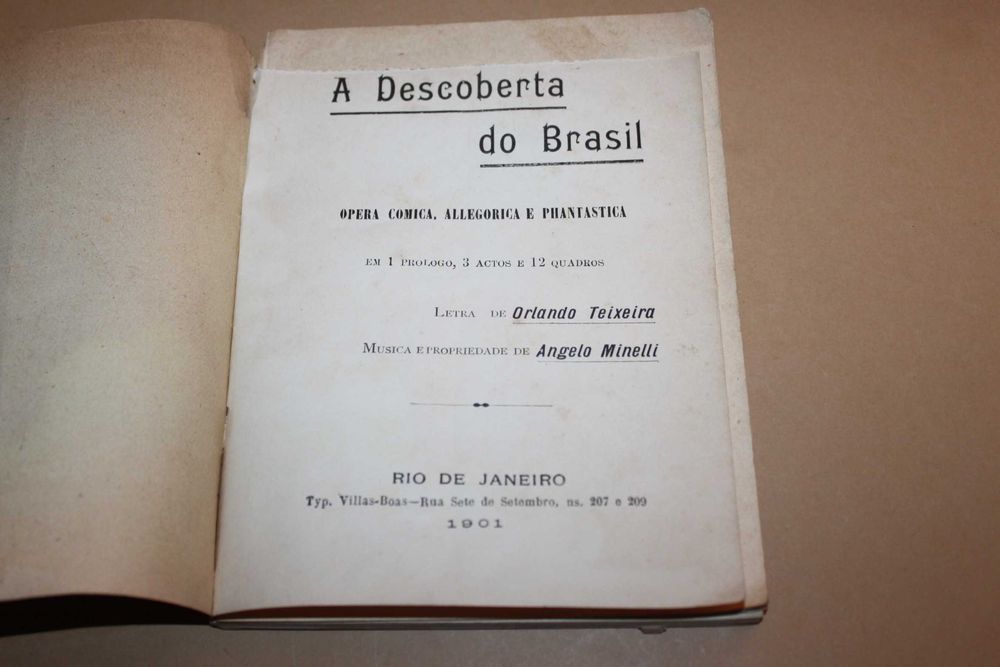 A Descoberta
do Brasil
OPERA COMICA, ALLEGORICA E PHANTASTICA
EM 1 PROLOGO, 3 ACTOS E 12 QUADROS
LETRA DE Orlando Teixeira
MUSICA E PROPRIEDADE DE Angelo Minelli
RIO DE JANEIRO
Typ. Villas-Boas—Rua Sete de Setembro, ns. 207 e 209
1901